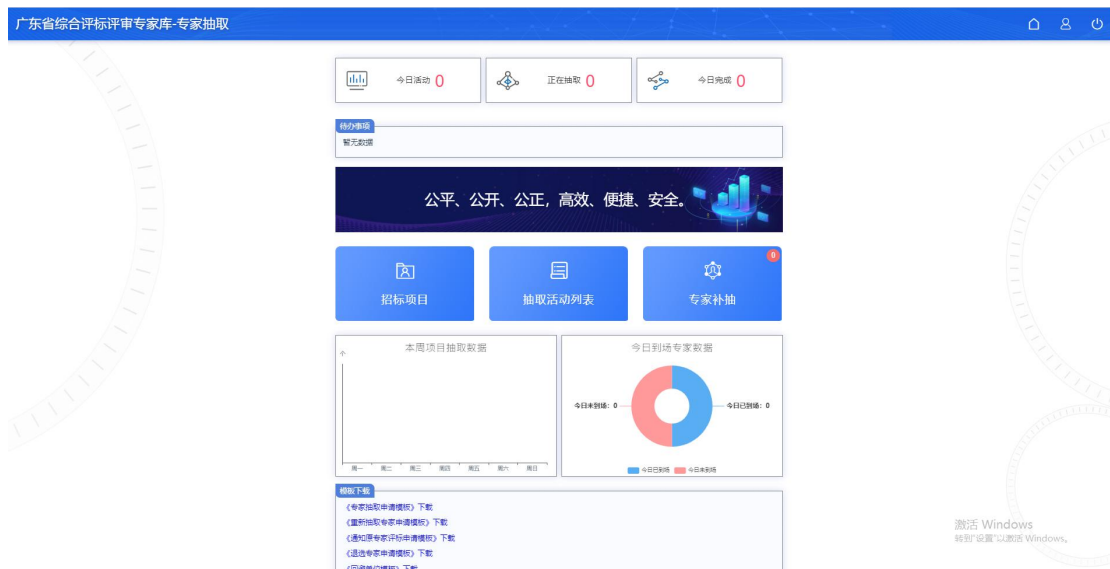 广东省综合评标评审专家库-专家抽取
今日活动 0
正在抽取 0
今日完成 0
待办事项
暂无数据
公平、公开、公正，高效、便捷、安全。
招标项目
抽取活动列表
0
专家补抽
本周项目抽取数据
个
周一 周二 周三 周四 周五 周六 周日
今日到场专家数据
今日未到场: 0
今日已到场: 0
今日已到场 今日未到场
模板下载
《专家抽取申请模板》下载
《重新抽取专家申请模板》下载
《通知原专家评标申请模板》下载
《退选专家申请模板》下载
《回避单位模板》下载
激活 Windows
转到"设置"以激活 Windows。